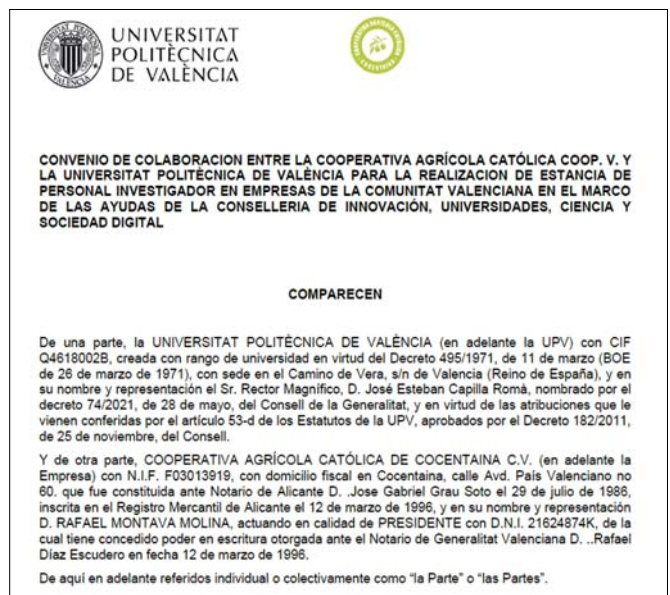 UNIVERSITAT
POLITÈCNICA
DE VALÈNCIA
CONVENIO DE COLABORACION ENTRE LA COOPERATIVA AGRÍCOLA CATÓLICA COOP. V. Y
LA UNIVERSITAT POLITÈCNICA DE VALÈNCIA PARA LA REALIZACION DE ESTANCIA DE
PERSONAL INVESTIGADOR EN EMPRESAS DE LA COMUNITAT VALENCIANA EN EL MARCO
DE LAS AYUDAS DE LA CONSELLERIA DE INNOVACIÓN, UNIVERSIDADES, CIENCIA Y
SOCIEDAD DIGITAL
COMPARECEN
De una parte, la UNIVERSITAT POLITÈCNICA DE VALÈNCIA (en adelante la UPV) con CIF
Q4618002B, creada con rango de universidad en virtud del Decreto 495/1971, de 11 de marzo (BOE
de 26 de marzo de 1971), con sede en el Camino de Vera, s/n de Valencia (Reino de España), y en
su nombre y representación el Sr. Rector Magnífico, D. José Esteban Capilla Romá, nombrado por el
decreto 74/2021, de 28 de mayo, del Consell de la Generalitat, y en virtud de las atribuciones que le
vienen conferidas por el artículo 53-d de los Estatutos de la UPV, aprobados por el Decreto 182/2011,
de 25 de noviembre, del Consell.
Y de otra parte, COOPERATIVA AGRÍCOLA CATÓLICA DE COCENTAINA C.V. (en adelante la
Empresa) con N.I.F. F03013919, con domicilio fiscal en Cocentaina, calle Avd. País Valenciano no
60. que fue constituida ante Notario de Alicante D. .Jose Gabriel Grau Soto el 29 de julio de 1986,
inscrita en el Registro Mercantil de Alicante el 12 de marzo de 1996, y en su nombre y representación
D. RAFAEL MONTAVA MOLINA, actuando en calidad de PRESIDENTE con D.N.I. 21624874K, de la
cual tiene concedido poder en escritura otorgada ante el Notario de Generalitat Valenciana D. ..Rafael
Díaz Escudero en fecha 12 de marzo de 1996.
De aquí en adelante referidos individual o colectivamente como “la Parte” o “las Partes”.